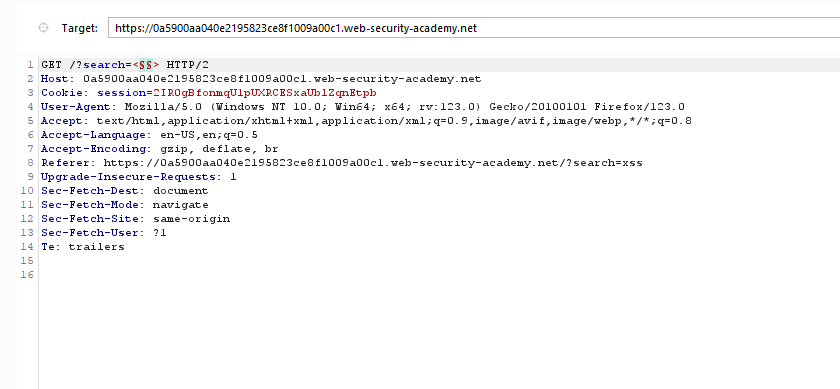 Target: https://0a5900aa040e2195823ce8f1009a00c1.web-security-academy.net
1 GET /?search=<§§> HTTP/2
2 Host: 0a5900aa040e2195823ce8f1009a00c1.web-security-academy.net
3 Cookie: session=2IR0gBfonmqUlpUXRCESxaUblZqnEtpb
4 User-Agent: Mozilla/5.0 (Windows NT 10.0; Win64; x64; rv:123.0) Gecko/20100101 Firefox/123.0
5 Accept: text/html,application/xhtml+xml,application/xml;q=0.9,image/avif,image/webp,*/*;q=0.8
6 Accept-Language: en-US,en;q=0.5
7 Accept-Encoding: gzip, deflate, br
8 Referer: https://0a5900aa040e2195823ce8f1009a00c1.web-security-academy.net/?search=xss
9 Upgrade-Insecure-Requests: 1
10 Sec-Fetch-Dest: document
11 Sec-Fetch-Mode: navigate
12 Sec-Fetch-Site: same-origin
13 Sec-Fetch-User: ?1
14 Te: trailers
15
16